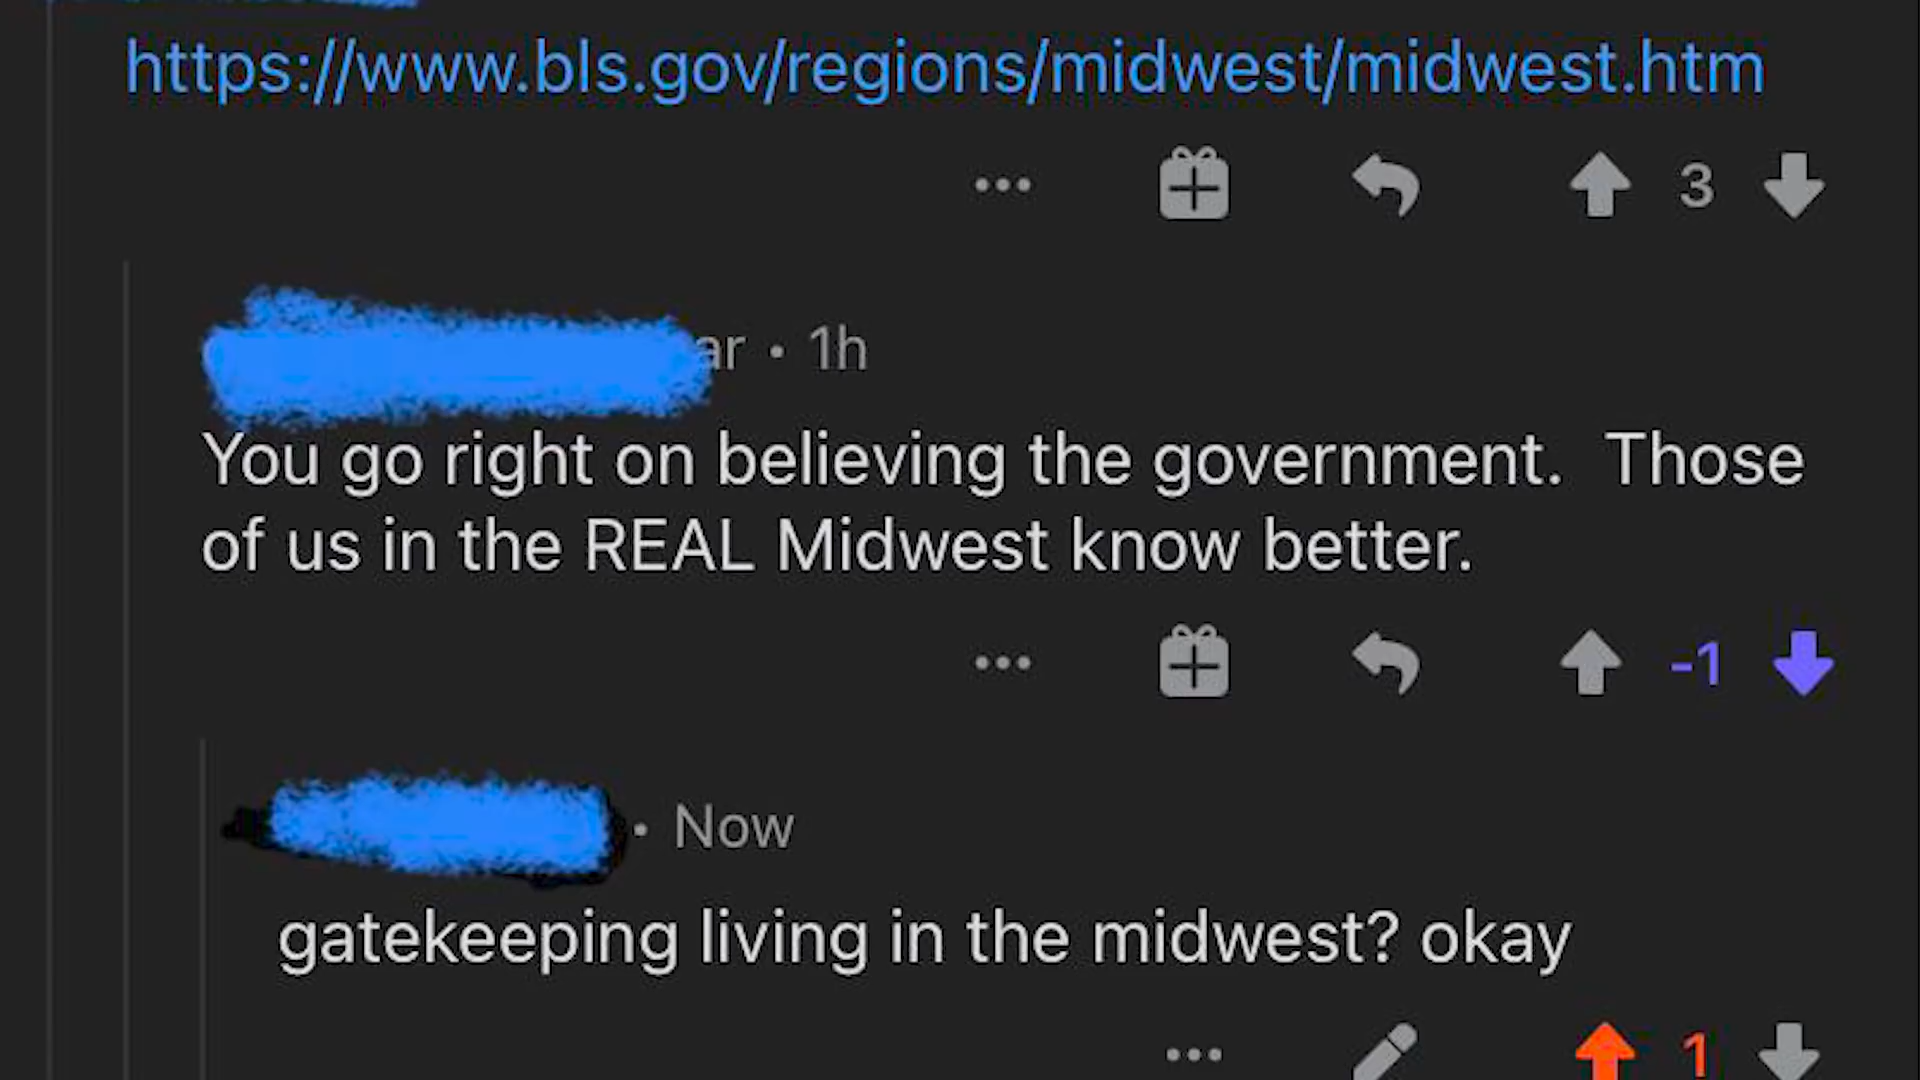 https://www.bls.gov/regions/midwest/midwest.htm
3
ar • 1h
You go right on believing the government.  Those
of us in the REAL Midwest know better.
-1
• Now
gatekeeping living in the midwest? okay
1